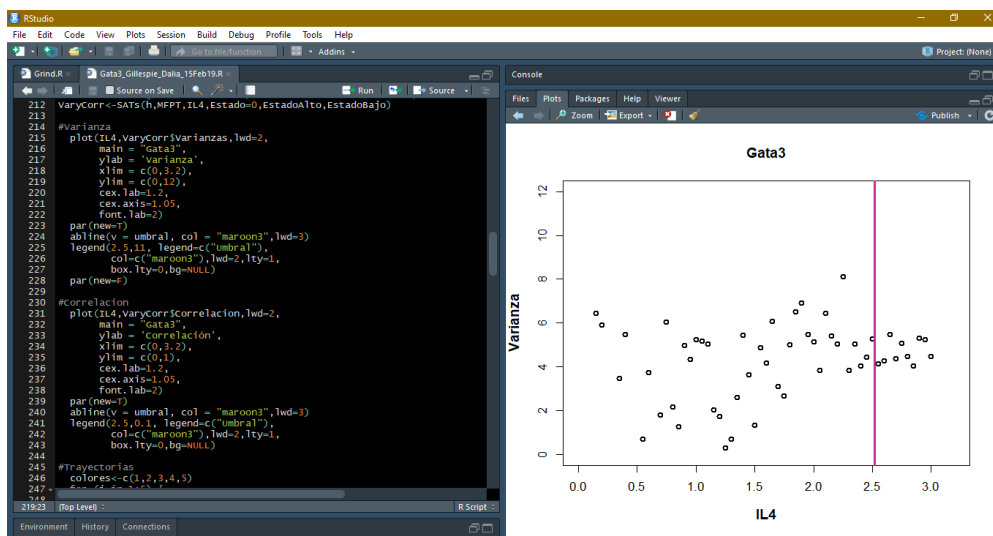 RStudio
File Edit Code View Plots Session Build Debug Profile Tools Help
Go to file/function Addins Project: (None)
Grind.R Gata3_Gillespie_Dalia_15Feb19.R
Source on Save Run Source
212 VaryCorr<-SATs(h,MFPT,IL4,Estado=0,EstadoAlto,EstadoBajo)
213
214 #Varianza
215 plot(IL4,VaryCorr$Varianzas,lwd=2,
216 main = "Gata3",
217 ylab = 'Varianza',
218 xlim = c(0,3.2),
219 ylim = c(0,12),
220 cex.lab=1.2,
221 cex.axis=1.05,
222 font.lab=2)
223 par(new=T)
224 abline(v = umbral, col = "maroon3",lwd=3)
225 legend(2.5,11, legend=c("Umbral"),
226 col=c("maroon3"),lwd=2,lty=1,
227 box.lty=0,bg=NULL)
228 par(new=F)
229
230 #Correlacion
231 plot(IL4,VaryCorr$Correlacion,lwd=2,
232 main = "Gata3",
233 ylab = 'Correlación',
234 xlim = c(0,3.2),
235 ylim = c(0,1),
236 cex.lab=1.2,
237 cex.axis=1.05,
238 font.lab=2)
239 par(new=T)
240 abline(v = umbral, col = "maroon3",lwd=3)
241 legend(2.5,0.1, legend=c("Umbral"),
242 col=c("maroon3"),lwd=2,lty=1,
243 box.lty=0,bg=NULL)
244
245 #Trayectorias
246 colores<-c(1,2,3,4,5)
247
219:23 (Top Level) R Script
Environment History Connections
Console
Files Plots Packages Help Viewer
Zoom Export Publish
Gata3
Varianza
12
10
8
6
4
2
0
0.0 0.5 1.0 1.5 2.0 2.5 3.0
IL4